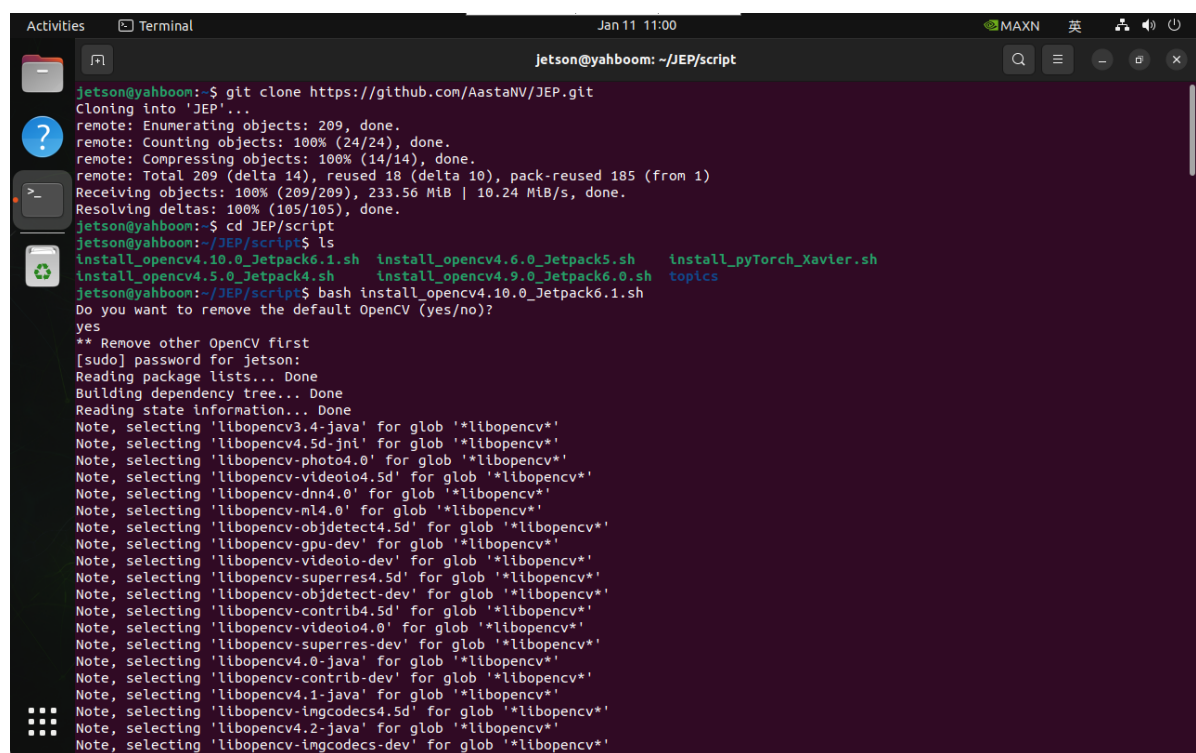 Activities
Terminal
Jan 11 11:00
MAXN
英
jetson@yahboom: ~/JEP/script
jetson@yahboom:~$ git clone https://github.com/AastaNV/JEP.git
Cloning into 'JEP'...
remote: Enumerating objects: 209, done.
remote: Counting objects: 100% (24/24), done.
remote: Compressing objects: 100% (14/14), done.
remote: Total 209 (delta 14), reused 18 (delta 10), pack-reused 185 (from 1)
Receiving objects: 100% (209/209), 233.56 MiB | 10.24 MiB/s, done.
Resolving deltas: 100% (105/105), done.
jetson@yahboom:~$ cd JEP/script
jetson@yahboom:~/JEP/script$ ls
install_opencv4.10.0_Jetpack6.1.sh install_opencv4.6.0_Jetpack5.sh install_pyTorch_Xavier.sh
install_opencv4.5.0_Jetpack4.sh install_opencv4.9.0_Jetpack6.0.sh topics
jetson@yahboom:~/JEP/script$ bash install_opencv4.10.0_Jetpack6.1.sh
Do you want to remove the default OpenCV (yes/no)?
yes
** Remove other OpenCV first
[sudo] password for jetson:
Reading package lists... Done
Building dependency tree... Done
Reading state information... Done
Note, selecting 'libopencv3.4-java' for glob '*libopencv*'
Note, selecting 'libopencv4.5d-jni' for glob '*libopencv*'
Note, selecting 'libopencv-photo4.0' for glob '*libopencv*'
Note, selecting 'libopencv-videoio4.5d' for glob '*libopencv*'
Note, selecting 'libopencv-dnn4.0' for glob '*libopencv*'
Note, selecting 'libopencv-ml4.0' for glob '*libopencv*'
Note, selecting 'libopencv-objdetect4.5d' for glob '*libopencv*'
Note, selecting 'libopencv-gpu-dev' for glob '*libopencv*'
Note, selecting 'libopencv-videoio-dev' for glob '*libopencv*'
Note, selecting 'libopencv-superres4.5d' for glob '*libopencv*'
Note, selecting 'libopencv-objdetect-dev' for glob '*libopencv*'
Note, selecting 'libopencv-contrib4.5d' for glob '*libopencv*'
Note, selecting 'libopencv-videoio4.0' for glob '*libopencv*'
Note, selecting 'libopencv-superres-dev' for glob '*libopencv*'
Note, selecting 'libopencv4.0-java' for glob '*libopencv*'
Note, selecting 'libopencv-contrib-dev' for glob '*libopencv*'
Note, selecting 'libopencv4.1-java' for glob '*libopencv*'
Note, selecting 'libopencv-imgcodecs4.5d' for glob '*libopencv*'
Note, selecting 'libopencv4.2-java' for glob '*libopencv*'
Note, selecting 'libopencv-imgcodecs-dev' for glob '*libopencv*'